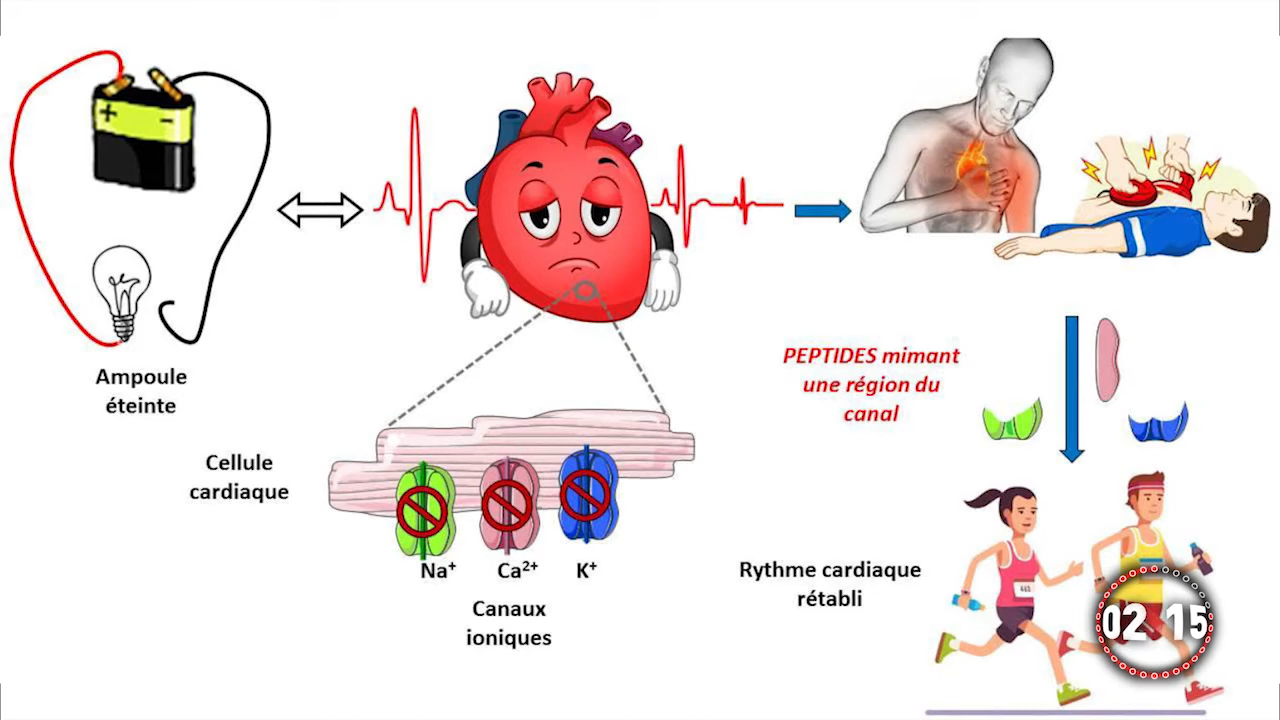 + -
Ampoule
éteinte
Cellule
cardiaque
Na⁺ Ca²⁺ K⁺
Canaux
ioniques
PEPTIDES mimant
une région du
canal
Rythme cardiaque
rétabli
02 15